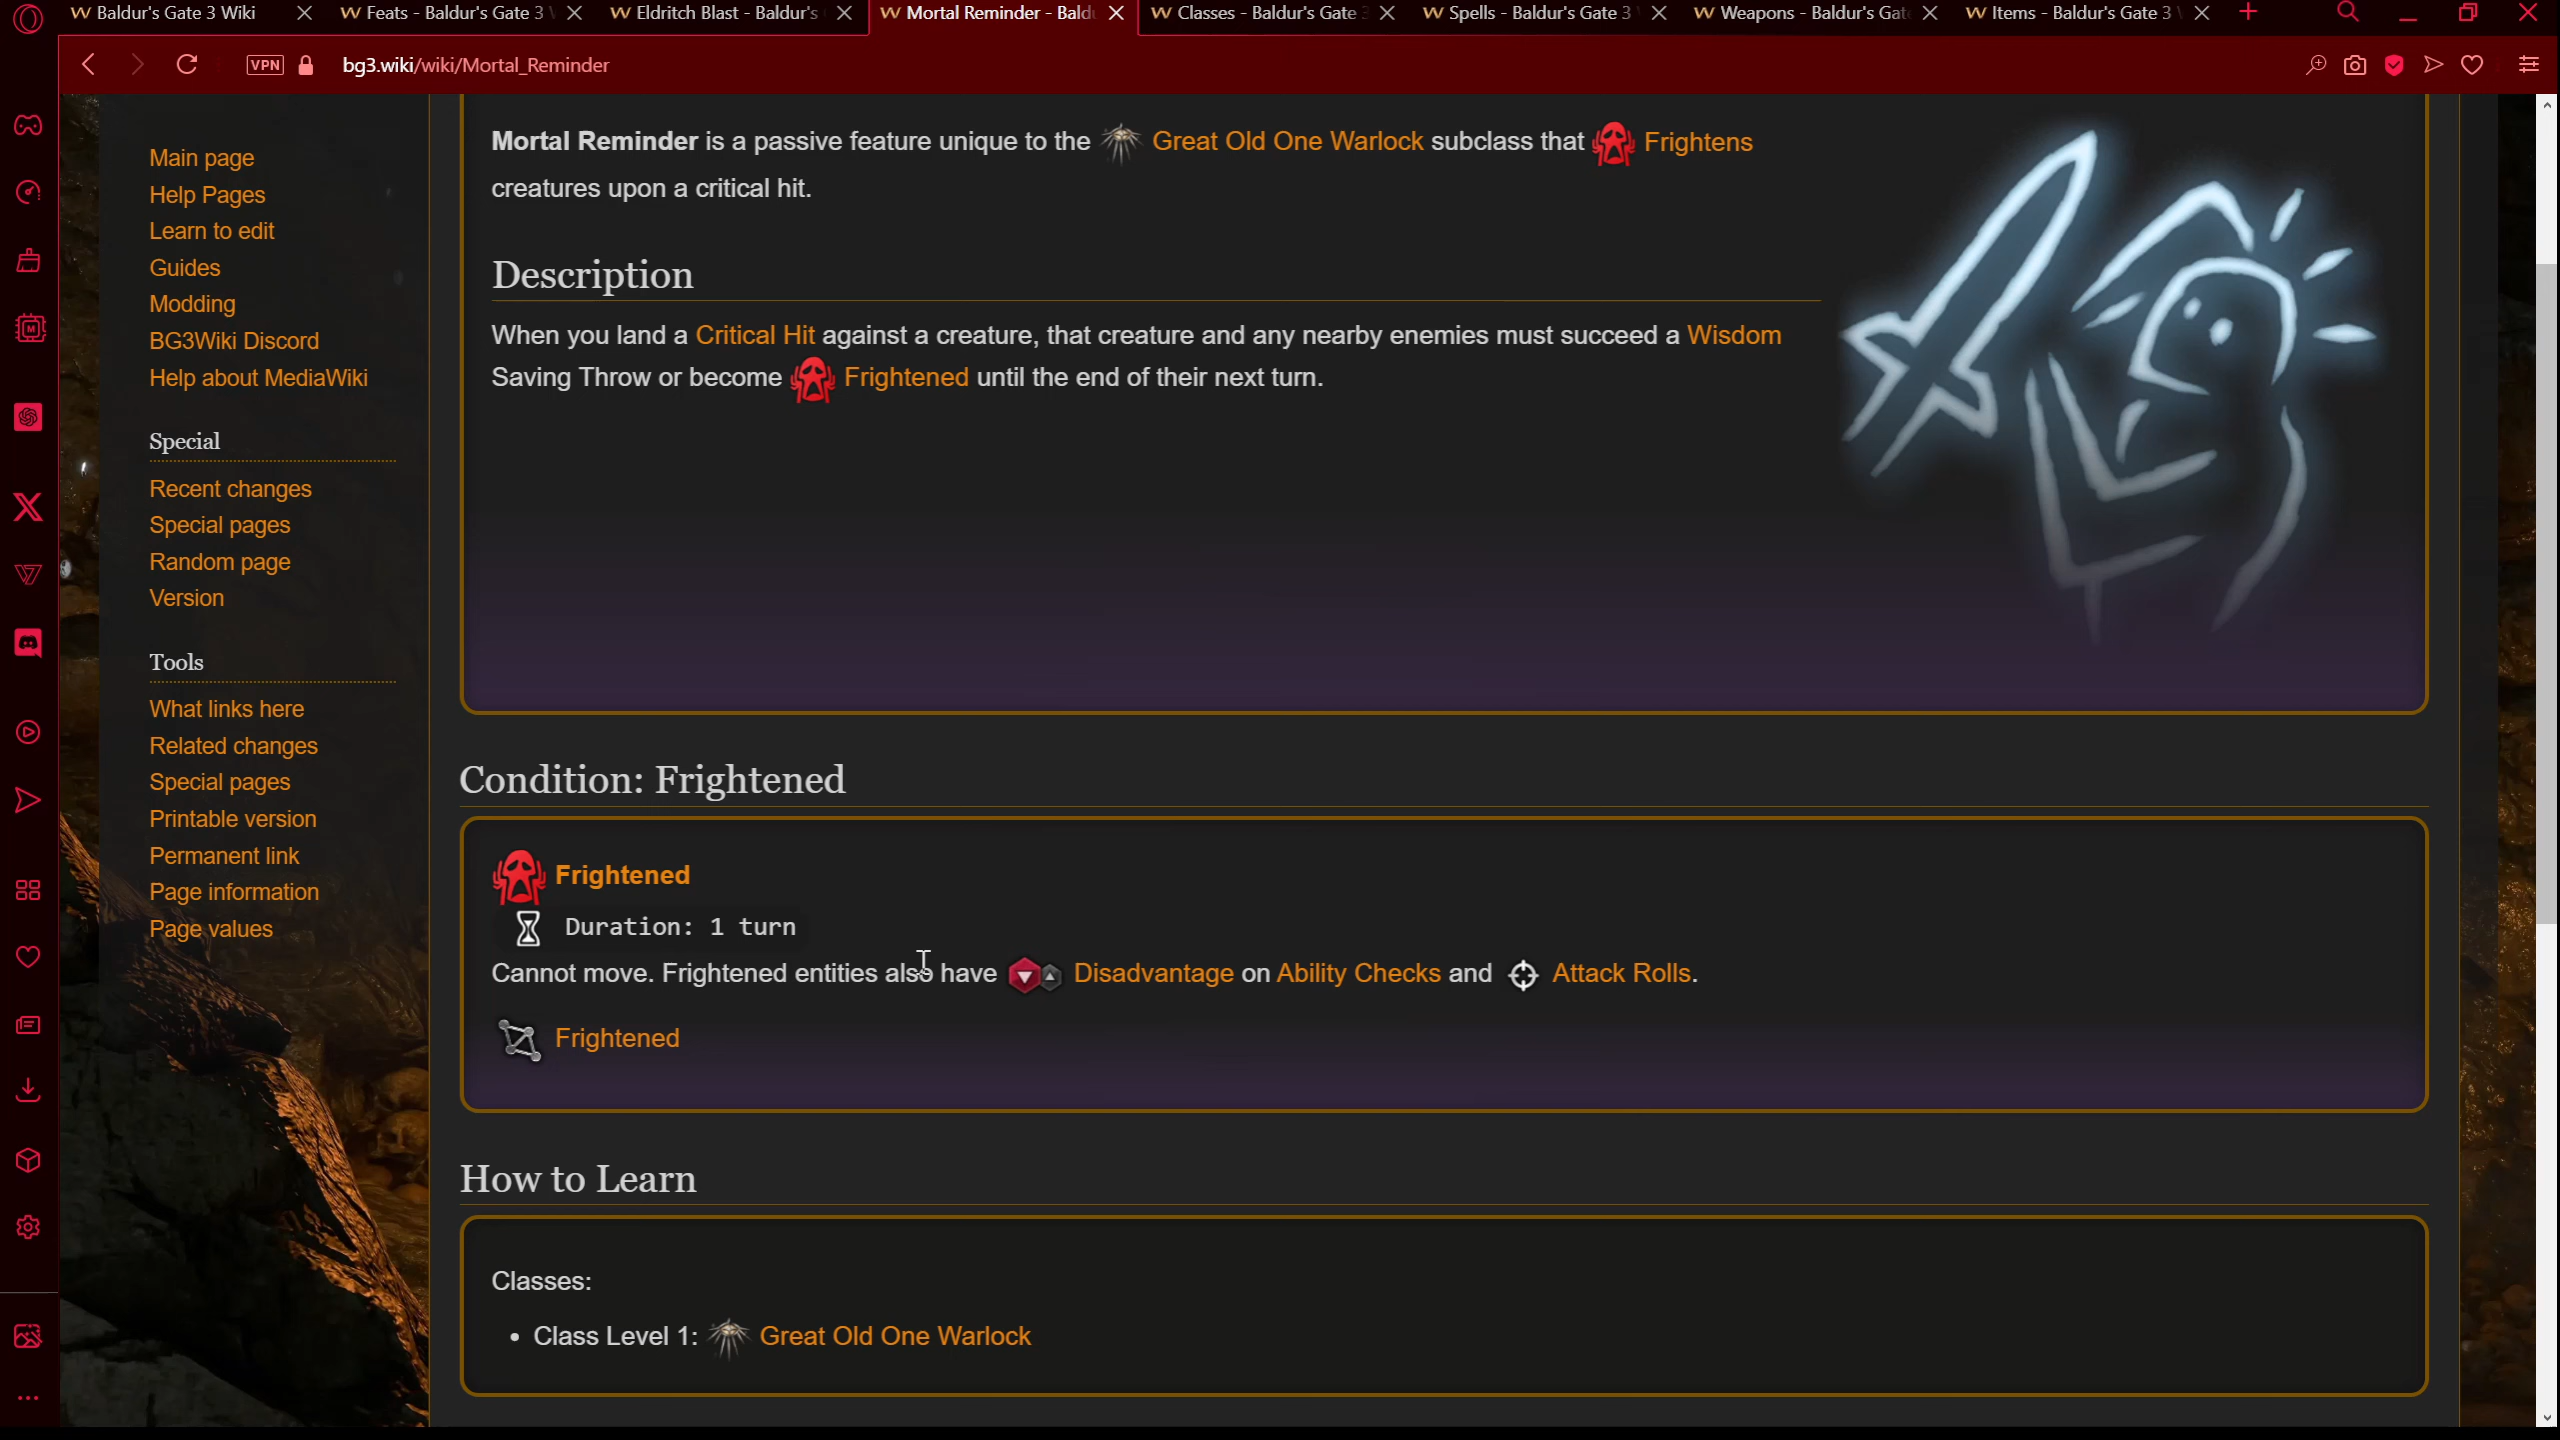 Baldur's Gate 3 Wiki
Feats - Baldur's Gate 3
Eldritch Blast - Baldur's
Mortal Reminder - Baldu
Classes - Baldur's Gate 3
Spells - Baldur's Gate 3
Weapons - Baldur's Gate
Items - Baldur's Gate 3
VPN
bg3.wiki/wiki/Mortal_Reminder
Main page
Help Pages
Learn to edit
Guides
Modding
BG3Wiki Discord
Help about MediaWiki
Special
Recent changes
Special pages
Random page
Version
Tools
What links here
Related changes
Special pages
Printable version
Permanent link
Page information
Page values
Mortal Reminder is a passive feature unique to the Great Old One Warlock subclass that Frightens
creatures upon a critical hit.
Description
When you land a Critical Hit against a creature, that creature and any nearby enemies must succeed a Wisdom
Saving Throw or become Frightened until the end of their next turn.
Condition: Frightened
Frightened
Duration: 1 turn
Cannot move. Frightened entities also have Disadvantage on Ability Checks and Attack Rolls.
Frightened
How to Learn
Classes:
• Class Level 1: Great Old One Warlock